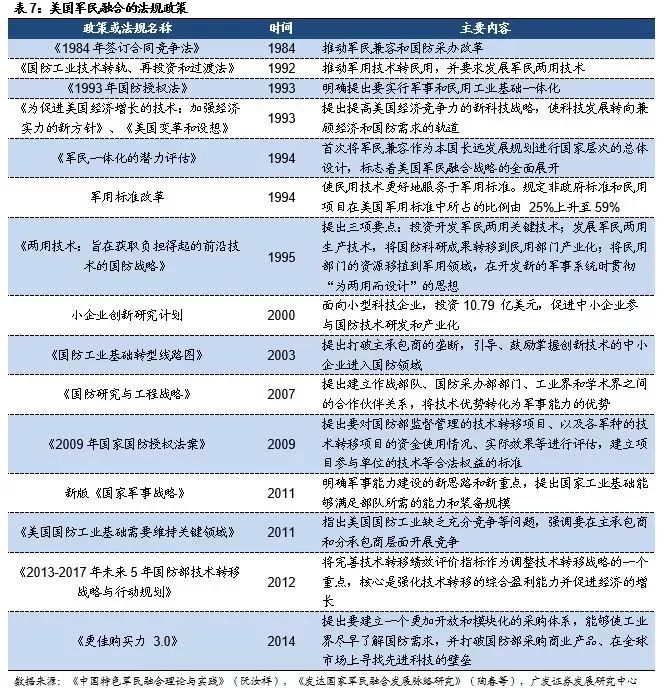 表 7：美国军民融合的法规政策
政策或法规名称 时间 主要内容
《1984 年签订合同竞争法》 1984 推动军民兼容和国防采办改革
《国防工业技术转轨、再投资和过渡法》 1992 推动军用技术转民用，并要求发展军民两用技术
《1993 年国防授权法》 1993 明确提出要实行军事和民用工业基础一体化
《为促进美国经济增长的技术：加强经济
实力的新方针》、《美国变革和设想》
1993
提出提高美国经济竞争力的新科技战略，使科技发展转向兼
顾经济和国防需求的轨道
《军民一体化的潜力评估》 1994
首次将军民兼容作为本国长远发展规划进行国家层次的总体
设计，标志着美国军民融合战略的全面展开
军用标准改革 1994
使民用技术更好地服务于军用标准。规定非政府标准和民用
项目在美国军用标准中所占的比例由 25%上升至 59%
《两用技术：旨在获取负担得起的前沿技
术的国防战略》
1995
提出三项要点：投资开发军民两用关键技术；发展军民两用
生产技术，将国防科研成果转移到民用部门产业化；将民用
部门的资源移植到军用领域，在开发新的军事系统时贯彻
“为两用而设计”的思想
小企业创新研究计划 2000
面向小型科技企业，投资 10.79 亿美元，促进中小企业参
与国防技术研发和产业化
《国防工业基础转型线路图》 2003
提出打破主承包商的垄断，引导、鼓励掌握创新技术的中小
企业进入国防领域
《国防研究与工程战略》 2007
提出建立作战部队、国防采办部部门、工业界和学术界之间
的合作伙伴关系，将技术优势转化为军事能力的优势
《2009 年国家国防授权法案》 2009
提出要对国防部监督管理的技术转移项目、以及各军种的技
术转移项目的资金使用情况、实际效果等进行评估，建立项
目参与单位的技术等合法权益的标准
新版《国家军事战略》 2011
明确军事能力建设的新思路和新重点，提出国家工业基础能
够满足部队所需的能力和装备规模
《美国国防工业基础需要维持关键领域》 2011
指出美国国防工业缺乏充分竞争等问题，强调要在主承包商
和分承包商层面开展竞争
《2013-2017 年未来 5 年国防部技术转移
战略与行动规划》
2012
将完善技术转移绩效评价指标作为调整技术转移战略的一个
重点，核心是强化技术转移的综合盈利能力并促进经济的增
长
《更佳购买力 3.0》 2014
提出要建立一个更加开放和模块化的采购体系，能够使工业
界尽早了解国防需求，并打破国防部采购商业产品、在全球
市场上寻找先进科技的壁垒
数据来源：《中国特色军民融合理论与实践》（阮汝祥），《发达国家军民融合发展脉络研究》（陶春等），广发证券发展研究中心